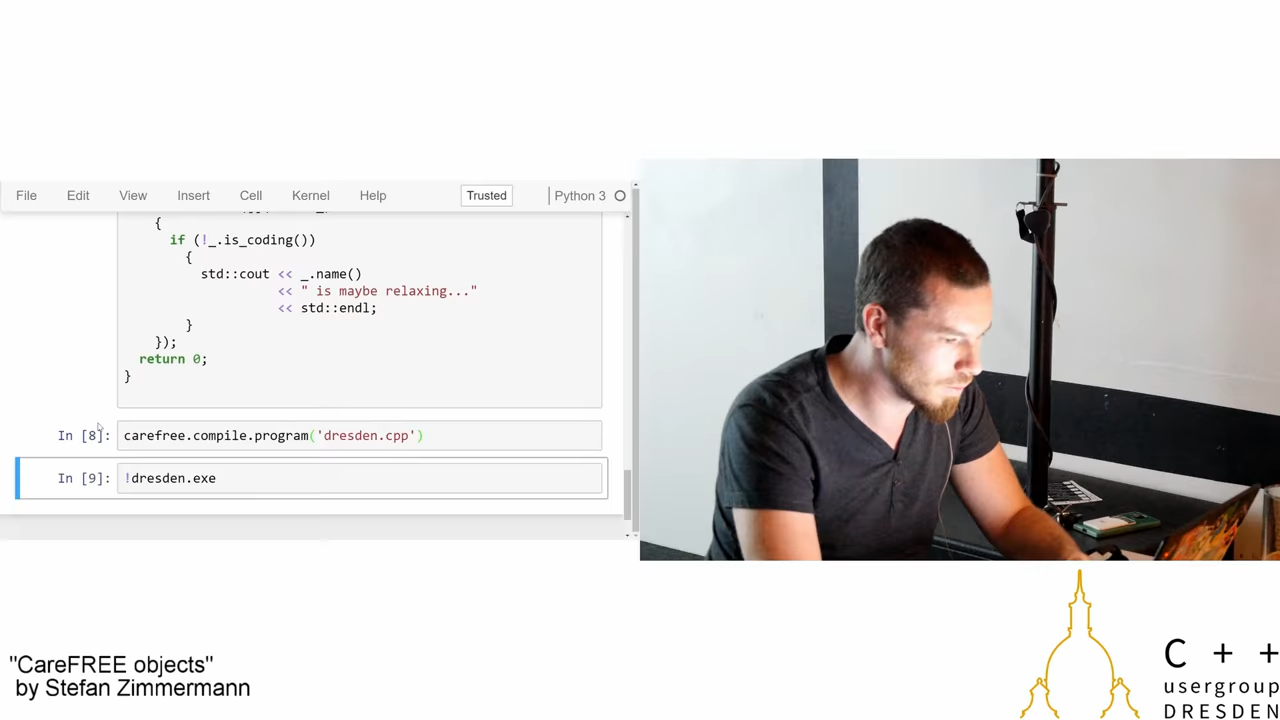 File Edit View Insert Cell Kernel Help Trusted Python 3
{
if (!_.is_coding())
{
std::cout << _.name()
<< " is maybe relaxing..."
<< std::endl;
}
});
return 0;
}
In [8]: carefree.compile.program('dresden.cpp')
In [9]: !dresden.exe
"CareFREE objects"
by Stefan Zimmermann
C + +
usergroup
DRESDEN